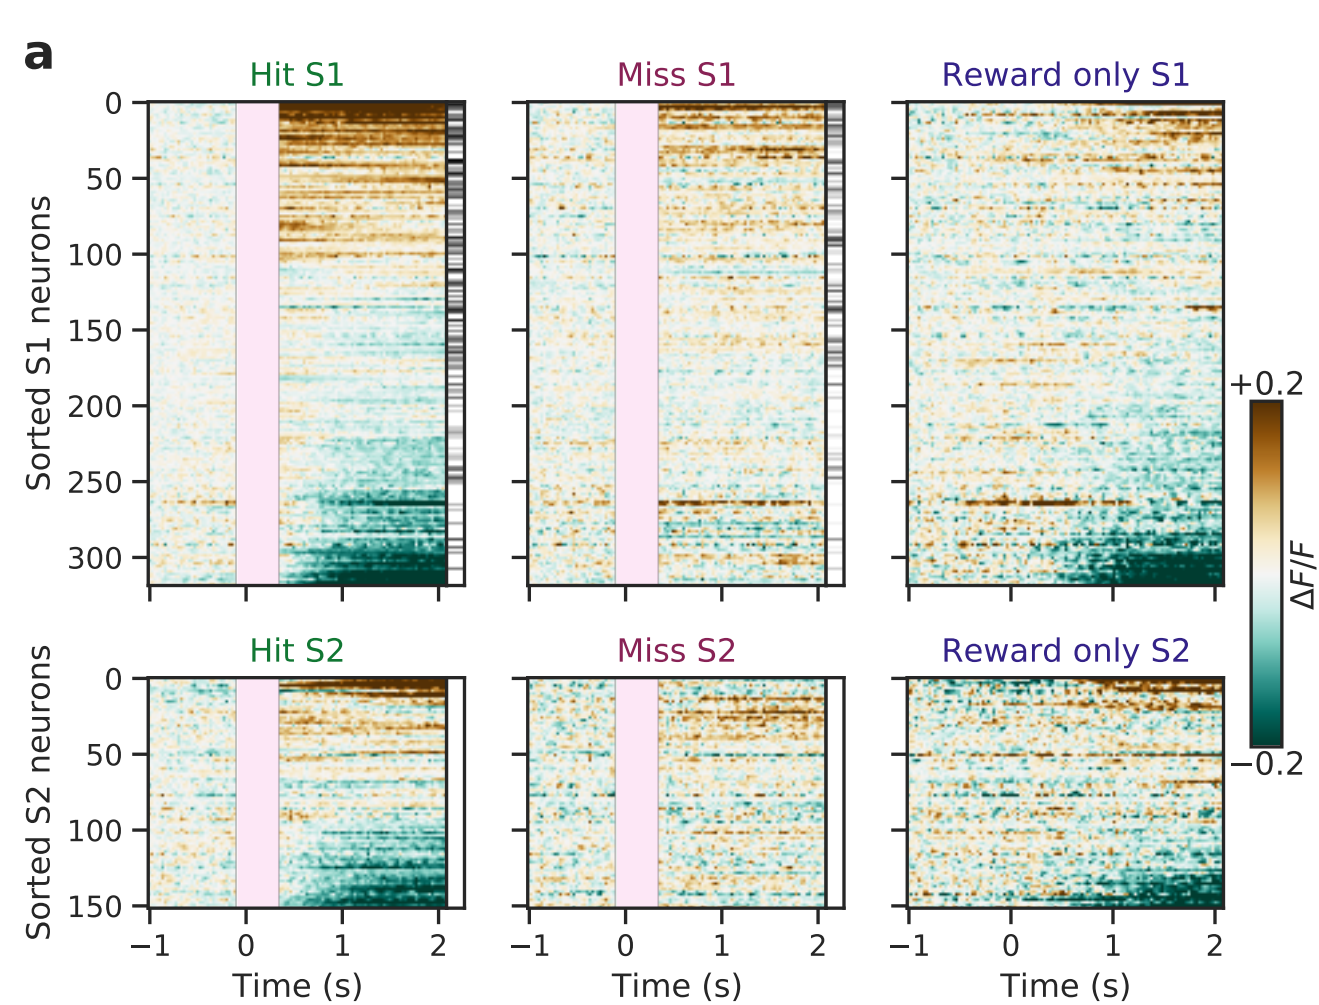 a
Hit S1
Miss S1
Reward only S1
Sorted S1 neurons
0
50
100
150
200
250
300
+0.2
ΔF/F
−0.2
Hit S2
Miss S2
Reward only S2
Sorted S2 neurons
0
50
100
150
−1 0 1 2
−1 0 1 2
−1 0 1 2
Time (s)
Time (s)
Time (s)